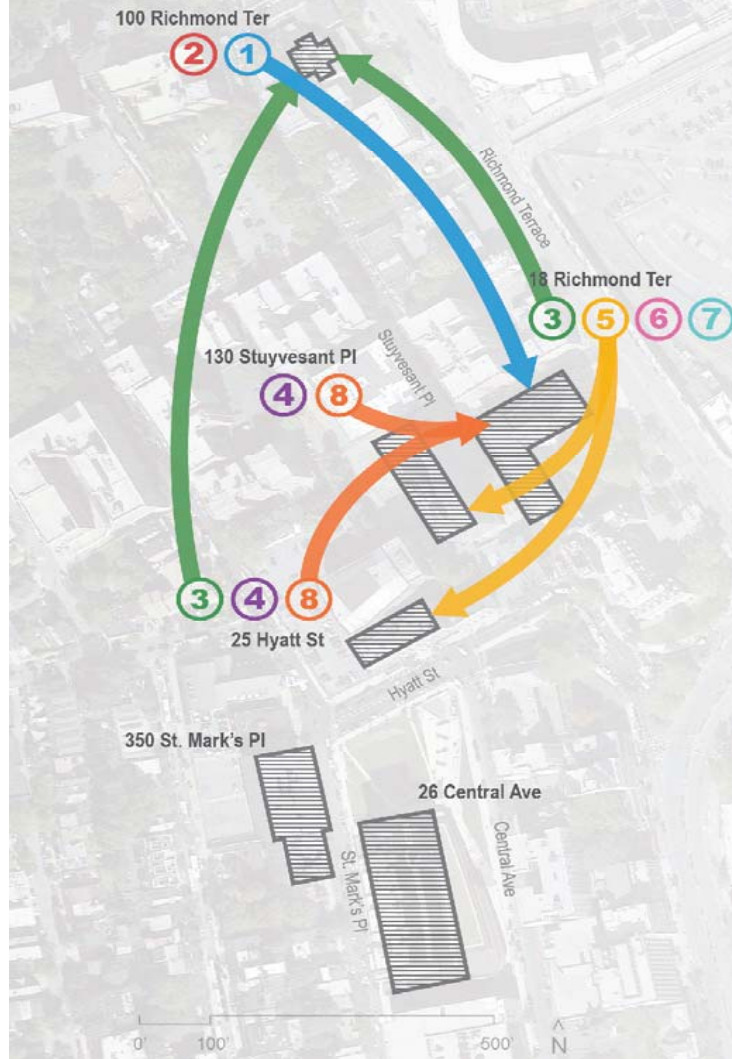 100 Richmond Ter
2 1
Richmond Terrace
18 Richmond Ter
3 5 6 7
130 Stuyvesant Pl
Stuyvesant Pl
4 8
3 4 8
25 Hyatt St
Hyatt St
350 St. Mark's Pl
26 Central Ave
St. Mark's Pl
Central Ave
0' 100' 500'
N